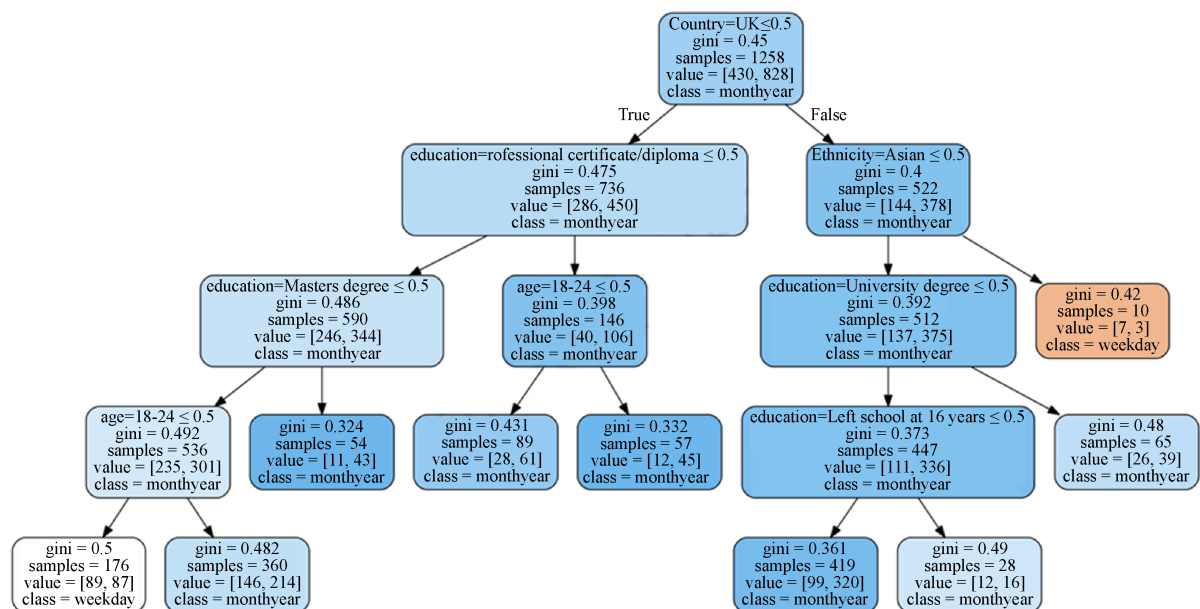 Country=UK≤0.5
gini = 0.45
samples = 1258
value = [430, 828]
class = monthyear
True
False
education=rofessional certificate/diploma ≤ 0.5
gini = 0.475
samples = 736
value = [286, 450]
class = monthyear
Ethnicity=Asian ≤ 0.5
gini = 0.4
samples = 522
value = [144, 378]
class = monthyear
education=Masters degree ≤ 0.5
gini = 0.486
samples = 590
value = [246, 344]
class = monthyear
age=18-24 ≤ 0.5
gini = 0.398
samples = 146
value = [40, 106]
class = monthyear
education=University degree ≤ 0.5
gini = 0.392
samples = 512
value = [137, 375]
class = monthyear
gini = 0.42
samples = 10
value = [7, 3]
class = weekday
age=18-24 ≤ 0.5
gini = 0.492
samples = 536
value = [235, 301]
class = monthyear
gini = 0.324
samples = 54
value = [11, 43]
class = monthyear
gini = 0.431
samples = 89
value = [28, 61]
class = monthyear
gini = 0.332
samples = 57
value = [12, 45]
class = monthyear
education=Left school at 16 years ≤ 0.5
gini = 0.373
samples = 447
value = [111, 336]
class = monthyear
gini = 0.48
samples = 65
value = [26, 39]
class = monthyear
gini = 0.5
samples = 176
value = [89, 87]
class = weekday
gini = 0.482
samples = 360
value = [146, 214]
class = monthyear
gini = 0.361
samples = 419
value = [99, 320]
class = monthyear
gini = 0.49
samples = 28
value = [12, 16]
class = monthyear